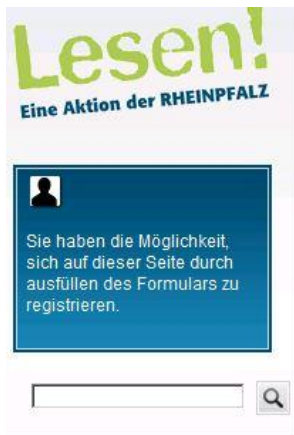 Lesen!
Eine Aktion der RHEINPFALZ
Sie haben die Möglichkeit,
sich auf dieser Seite durch
ausfüllen des Formulars zu
registrieren.